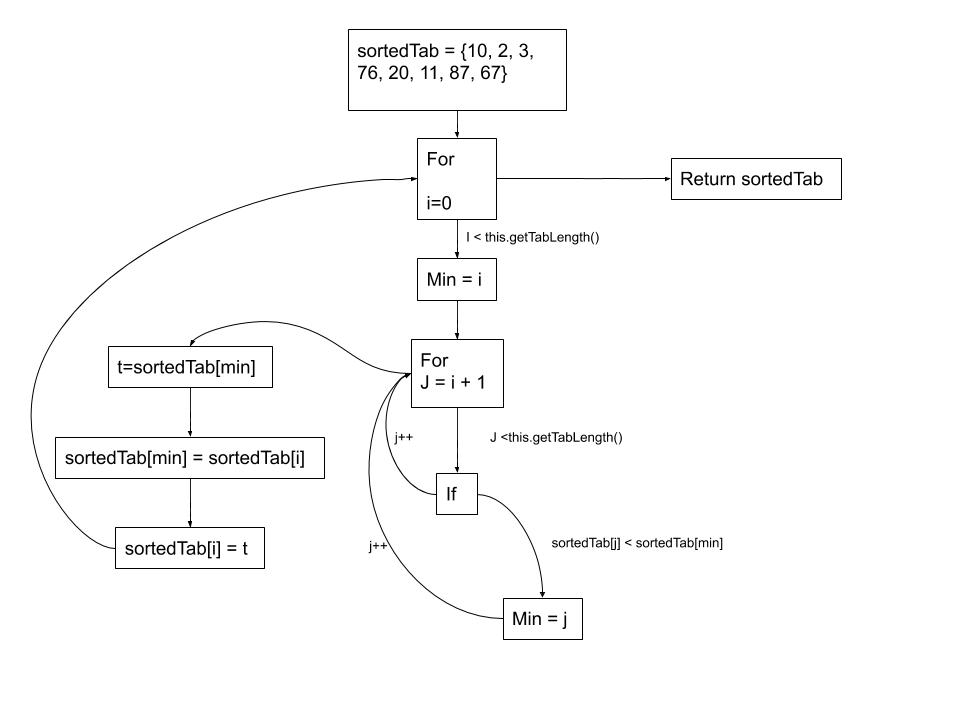 sortedTab = {10, 2, 3,
76, 20, 11, 87, 67}
For
i=0
Return sortedTab
I < this.getTabLength()
Min = i
For
J = i + 1
t=sortedTab[min]
j++
J <this.getTabLength()
sortedTab[min] = sortedTab[i]
If
sortedTab[i] = t
j++
sortedTab[j] < sortedTab[min]
Min = j